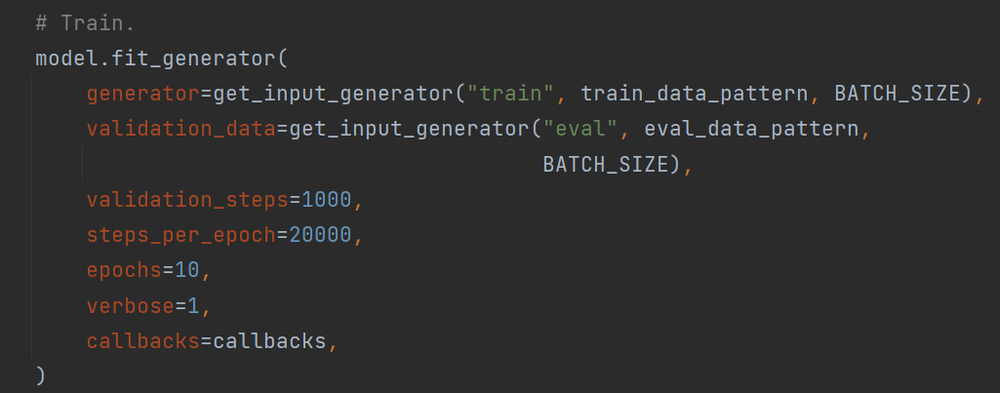 # Train.
model.fit_generator(
    generator=get_input_generator("train", train_data_pattern, BATCH_SIZE),
    validation_data=get_input_generator("eval", eval_data_pattern,
                                        BATCH_SIZE),
    validation_steps=1000,
    steps_per_epoch=20000,
    epochs=10,
    verbose=1,
    callbacks=callbacks,
)